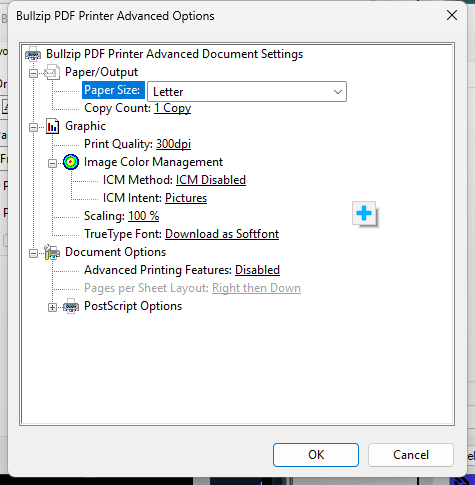 Bullzip PDF Printer Advanced Options
Bullzip PDF Printer Advanced Document Settings
Paper/Output
Paper Size: Letter
Copy Count: 1 Copy
Graphic
Print Quality: 300dpi
Image Color Management
ICM Method: ICM Disabled
ICM Intent: Pictures
Scaling: 100 %
TrueType Font: Download as Softfont
Document Options
Advanced Printing Features: Disabled
Pages per Sheet Layout: Right then Down
PostScript Options
OK Cancel